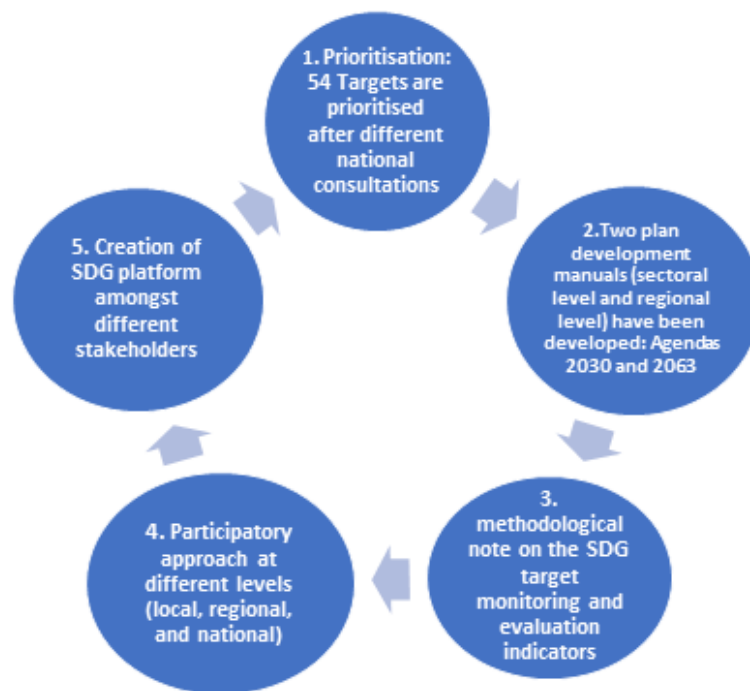 1. Prioritisation:
54 Targets are
prioritised
after different
national
consultations
2.Two plan
development
manuals (sectoral
level and regional
level) have been
developed: Agendas
2030 and 2063
3.
methodological
note on the SDG
target
monitoring and
evaluation
indicators
4. Participatory
approach at
different levels
(local, regional,
and national)
5. Creation of
SDG platform
amongst
different
stakeholders